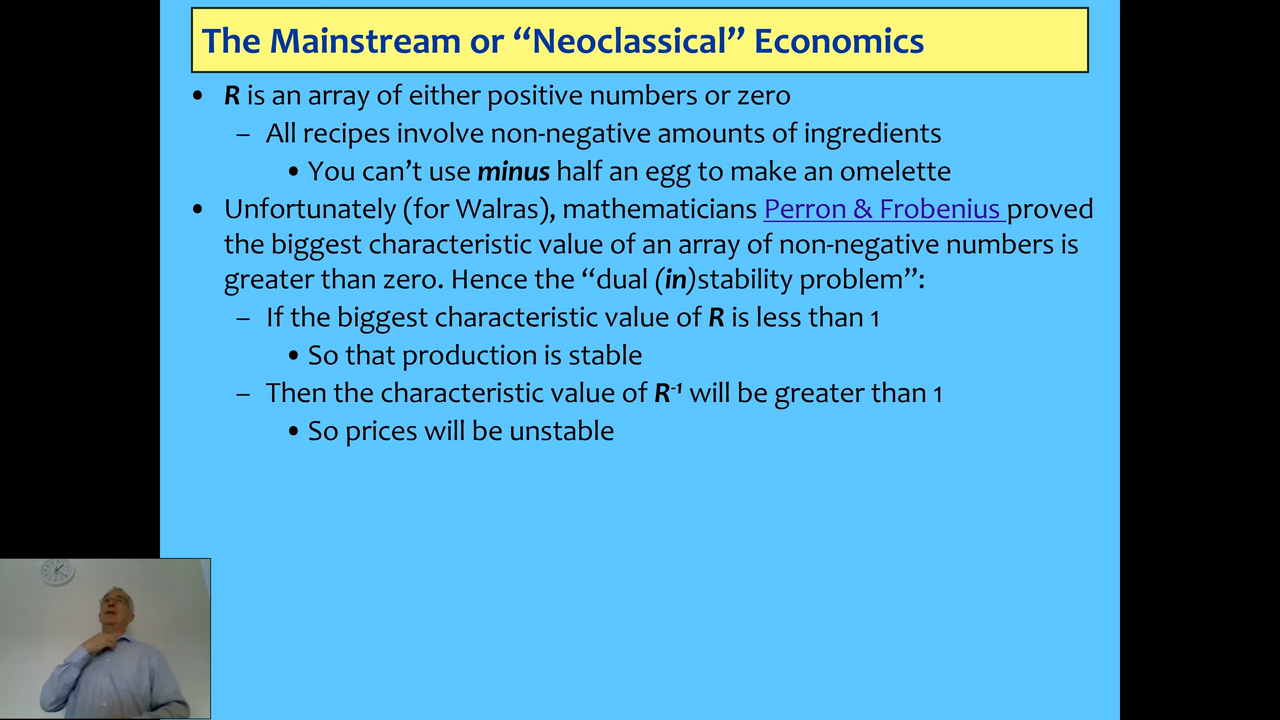 The Mainstream or “Neoclassical” Economics
• R is an array of either positive numbers or zero
– All recipes involve non-negative amounts of ingredients
• You can’t use minus half an egg to make an omelette
• Unfortunately (for Walras), mathematicians Perron & Frobenius proved
the biggest characteristic value of an array of non-negative numbers is
greater than zero. Hence the “dual (in)stability problem”:
– If the biggest characteristic value of R is less than 1
• So that production is stable
– Then the characteristic value of R⁻¹ will be greater than 1
• So prices will be unstable